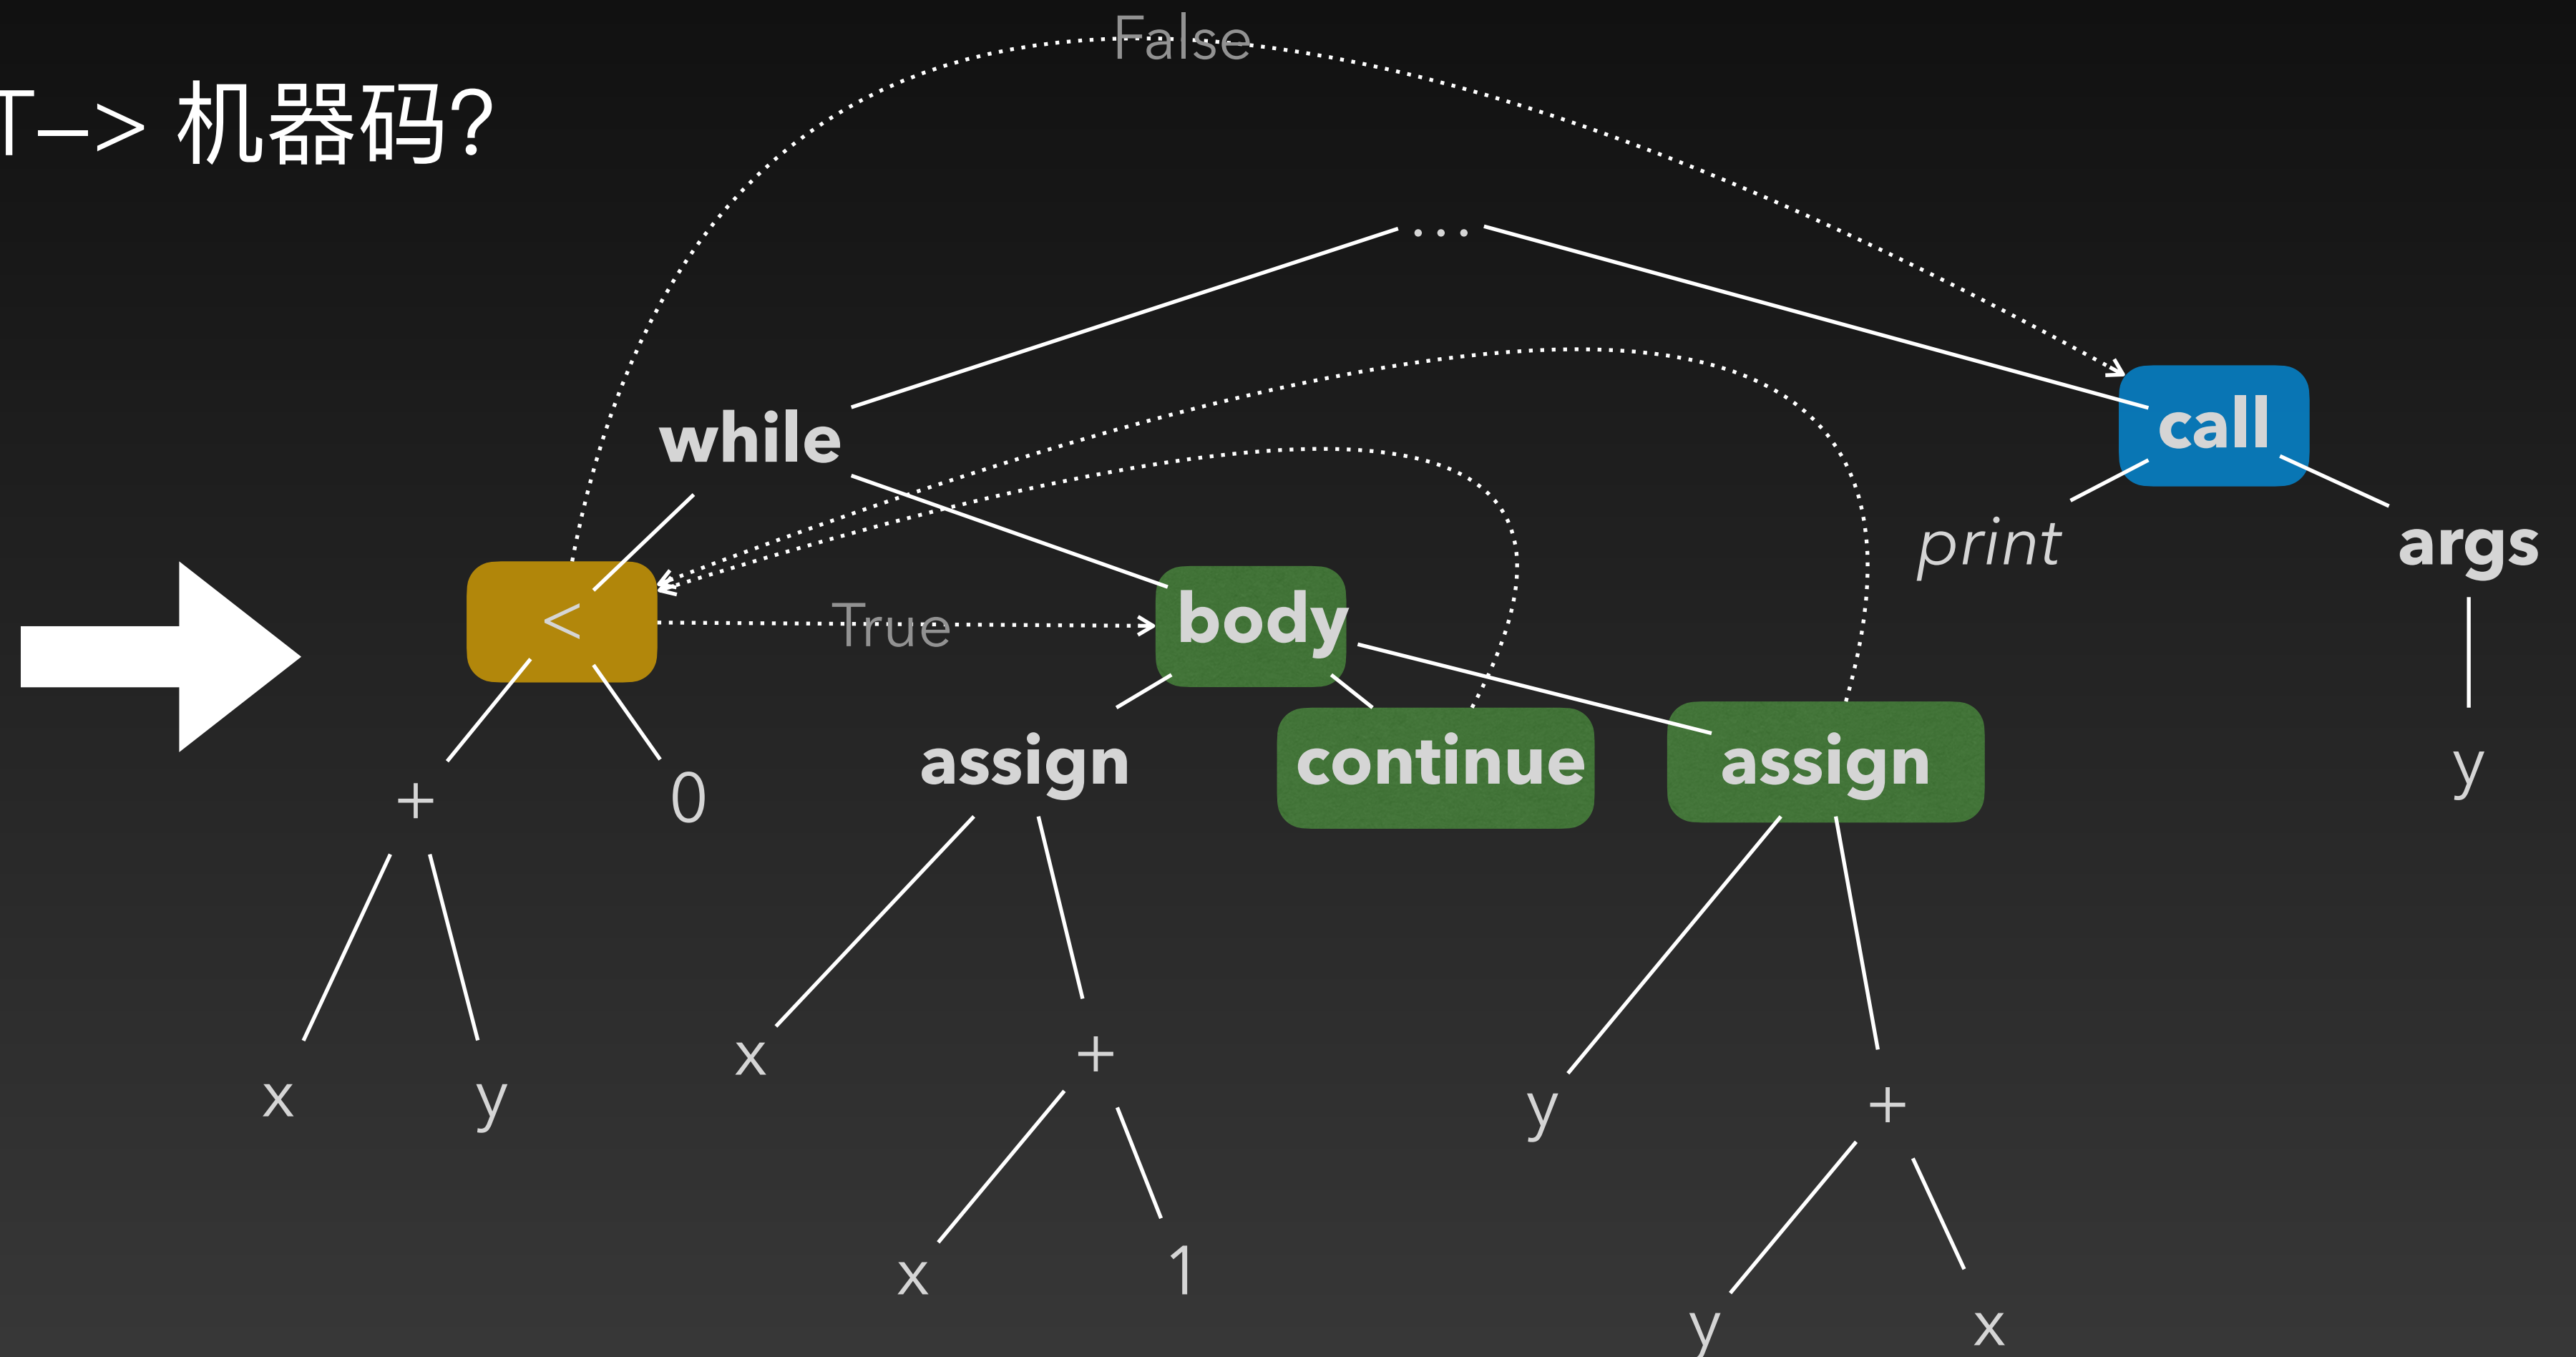 False
T–> 机器码？
...
while
call
print
args
<
True
body
+
0
assign
continue
assign
y
x
y
x
+
y
+
x
1
y
x